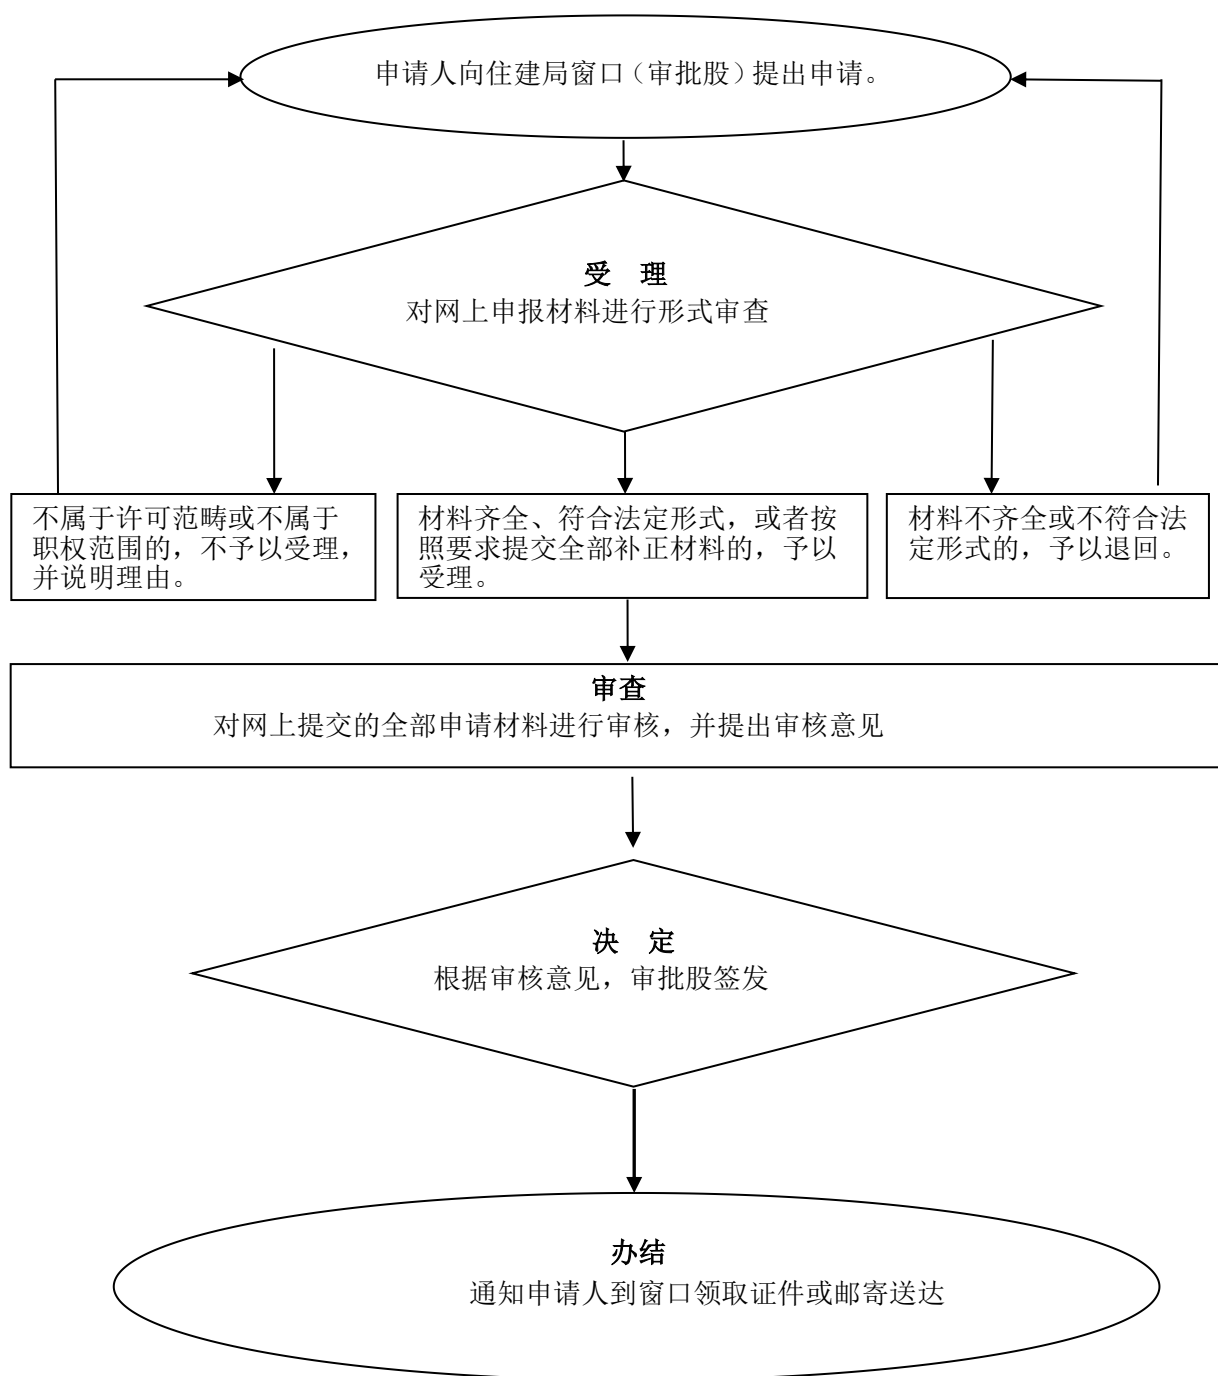 申请人向住建局窗口（审批股）提出申请。
受 理
对网上申报材料进行形式审查
不属于许可范畴或不属于
职权范围的，不予以受理，
并说明理由。
材料齐全、符合法定形式，或者按
照要求提交全部补正材料的，予以
受理。
材料不齐全或不符合法
定形式的，予以退回。
审查
对网上提交的全部申请材料进行审核，并提出审核意见
决 定
根据审核意见，审批股签发
办结
通知申请人到窗口领取证件或邮寄送达